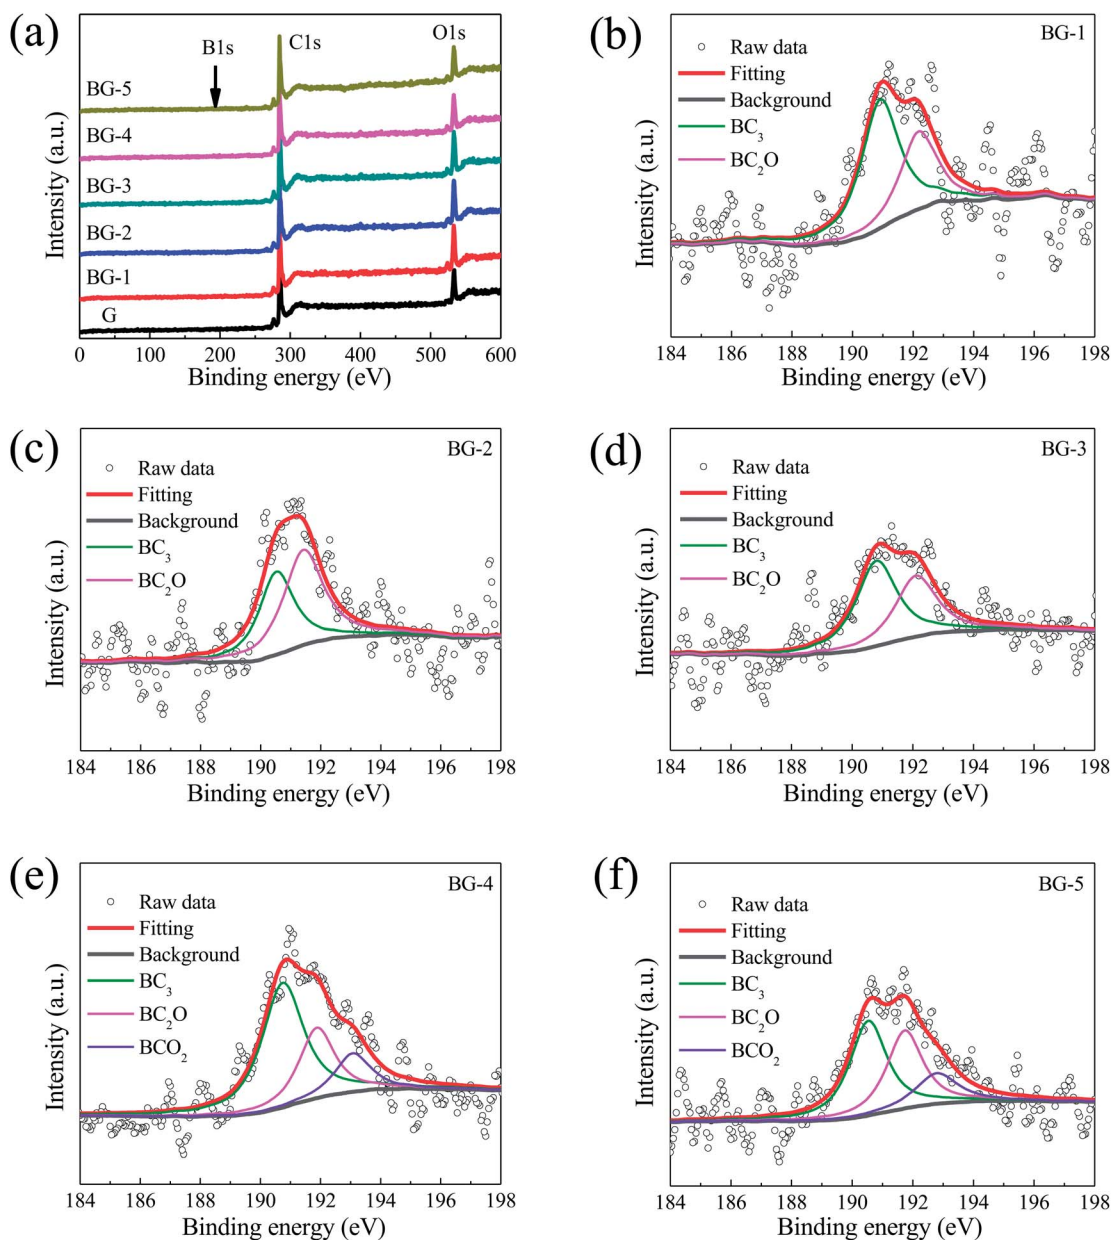 (a)
B1s
C1s
O1s
BG-5
BG-4
BG-3
BG-2
BG-1
G
Intensity (a.u.)
0 100 200 300 400 500 600
Binding energy (eV)
(b)
BG-1
Raw data
Fitting
Background
BC₃
BC₂O
Intensity (a.u.)
184 186 188 190 192 194 196 198
Binding energy (eV)
(c)
BG-2
Raw data
Fitting
Background
BC₃
BC₂O
Intensity (a.u.)
184 186 188 190 192 194 196 198
Binding energy (eV)
(d)
BG-3
Raw data
Fitting
Background
BC₃
BC₂O
Intensity (a.u.)
184 186 188 190 192 194 196 198
Binding energy (eV)
(e)
BG-4
Raw data
Fitting
Background
BC₃
BC₂O
BCO₂
Intensity (a.u.)
184 186 188 190 192 194 196 198
Binding energy (eV)
(f)
BG-5
Raw data
Fitting
Background
BC₃
BC₂O
BCO₂
Intensity (a.u.)
184 186 188 190 192 194 196 198
Binding energy (eV)